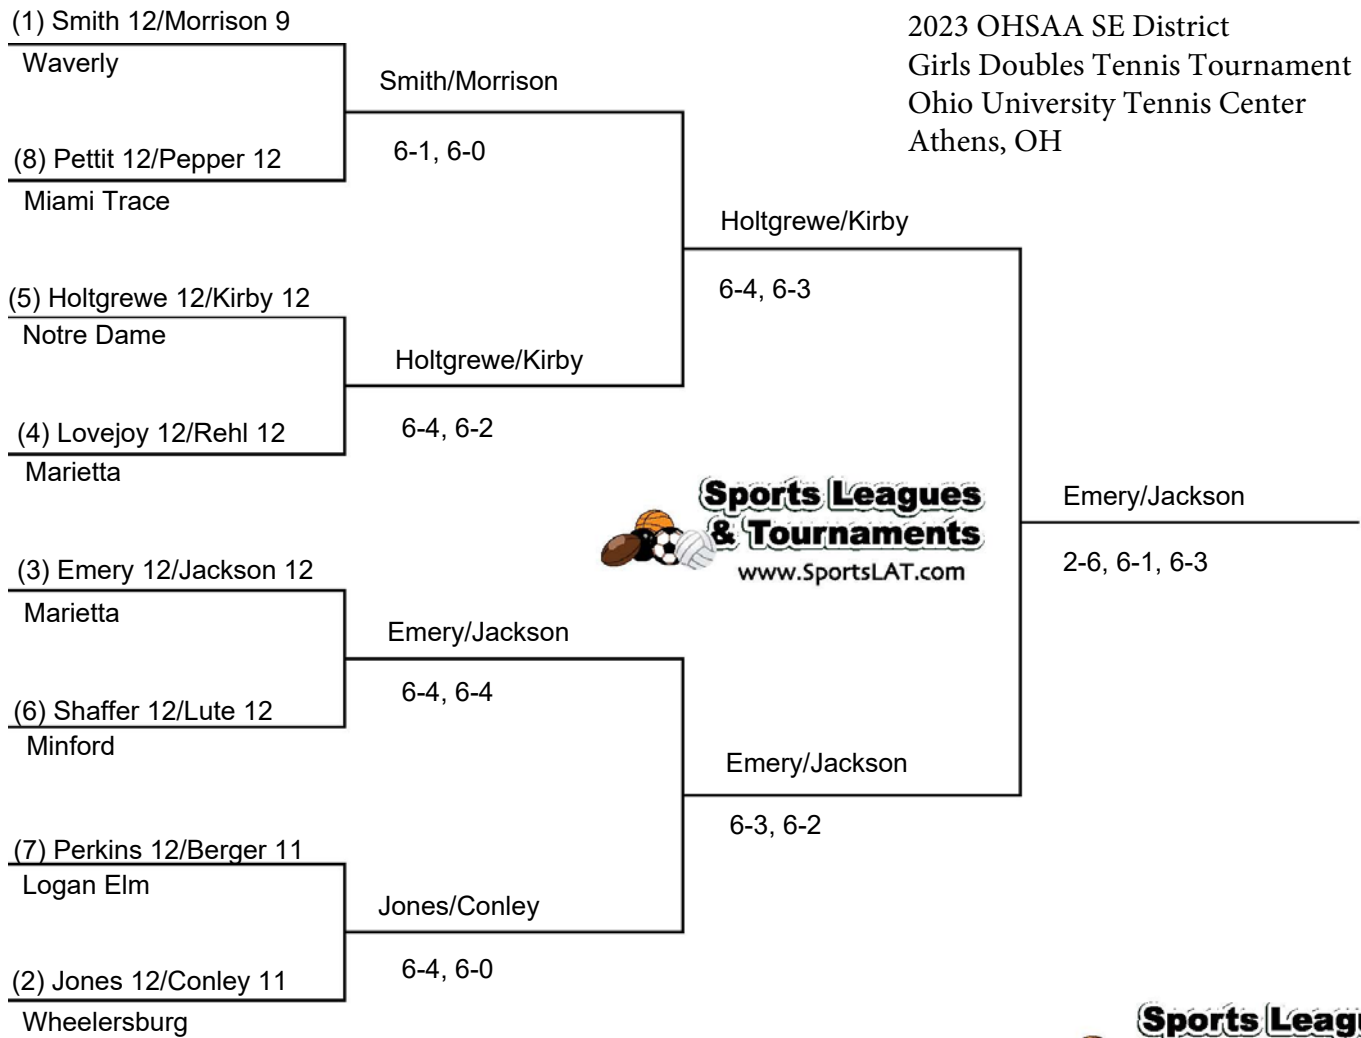 (1) Smith 12/Morrison 9
Waverly
(8) Pettit 12/Pepper 12
Miami Trace
(5) Holtgrewe 12/Kirby 12
Notre Dame
(4) Lovejoy 12/Rehl 12
Marietta
(3) Emery 12/Jackson 12
Marietta
(6) Shaffer 12/Lute 12
Minford
(7) Perkins 12/Berger 11
Logan Elm
(2) Jones 12/Conley 11
Wheelersburg
Smith/Morrison
6-1, 6-0
Holtgrewe/Kirby
6-4, 6-2
Emery/Jackson
6-4, 6-4
Jones/Conley
6-4, 6-0
Holtgrewe/Kirby
6-4, 6-3
Emery/Jackson
6-3, 6-2
Emery/Jackson
2-6, 6-1, 6-3
2023 OHSAA SE District
Girls Doubles Tennis Tournament
Ohio University Tennis Center
Athens, OH
Sports Leagues
& Tournaments
www.SportsLAT.com
Sports Leagu